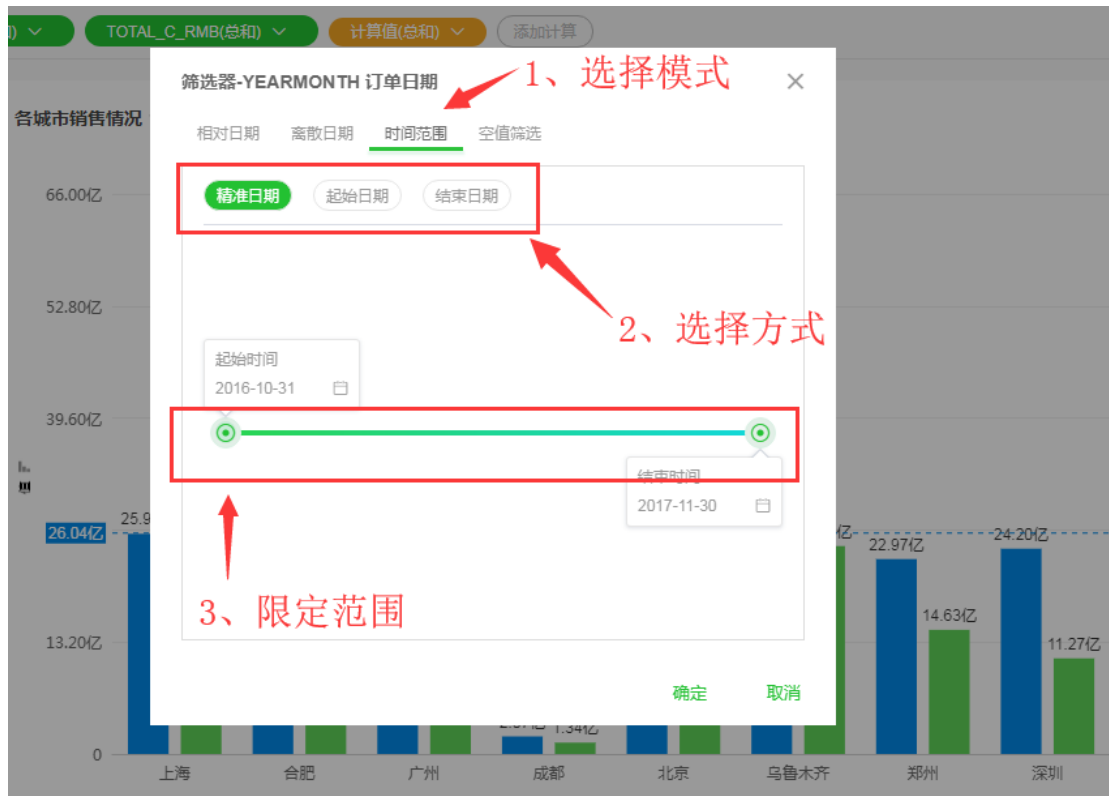 TOTAL_C_RMB(总和)
计算值(总和)
添加计算
各城市销售情况
筛选器-YEARMONTH 订单日期
1、选择模式
相对日期 离散日期 时间范围 空值筛选
精准日期 起始日期 结束日期
2、选择方式
起始时间
2016-10-31
结束时间
2017-11-30
3、限定范围
确定 取消
66.00亿
52.80亿
39.60亿
26.04亿
13.20亿
0
22.97亿
14.63亿
24.20亿
11.27亿
1.34亿
上海 合肥 广州 成都 北京 乌鲁木齐 郑州 深圳